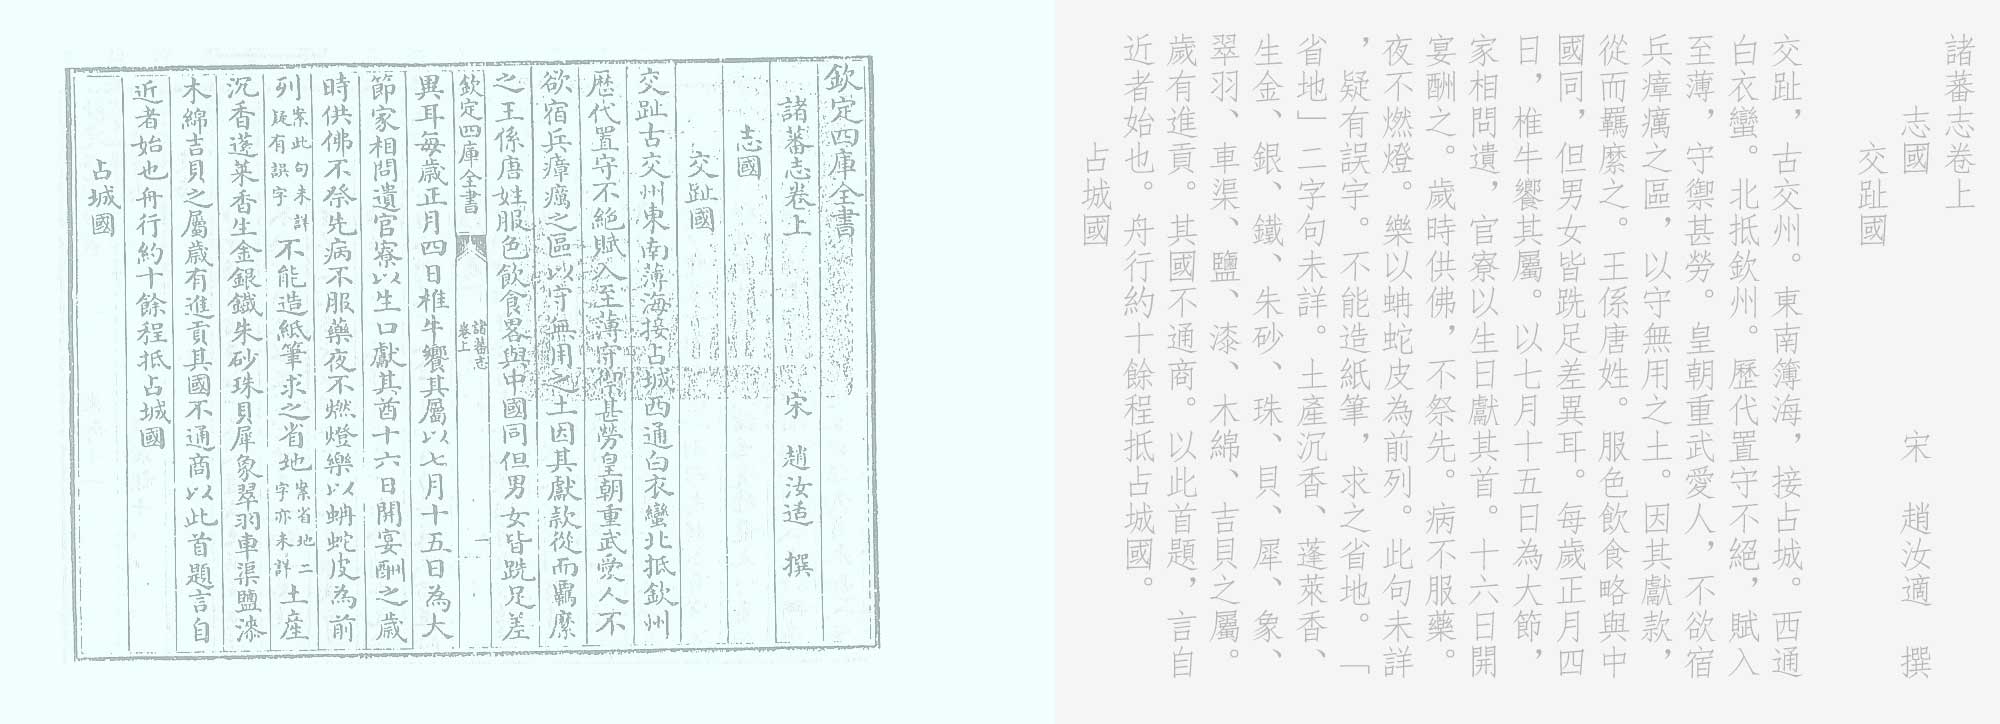 欽定四庫全書
諸蕃志卷上　宋　趙汝适　撰
志國
交趾國
交趾古交州東南薄海接占城西通白衣蠻北抵欽州
歷代置守不絕賦入至薄守禦甚勞皇朝重武愛人不
欲宿兵瘴癘之區以守無用之土因其獻款從而羈縻
之王係唐姓服色飲食畧與中國同但男女皆跣足差
欽定四庫全書　諸蕃志
卷上　一
異耳每歲正月四日椎牛饗其屬以七月十五日為大
節家相問遺官寮以生口獻其酋十六日開宴酬之歲
時供佛不祭先病不服藥夜不燃燈樂以蚺蛇皮為前
列案此句未詳疑有誤字不能造紙筆求之省地案省地二字亦未詳土産
沉香蓬萊香生金銀鐵朱砂珠貝犀象翠羽車渠鹽漆
木綿吉貝之屬歲有進貢其國不通商以此首題言自
近者始也舟行約十餘程抵占城國
占城國
諸蕃志卷上
志國　宋　趙汝適　撰
交趾國
交趾，古交州。東南簿海，接占城。西通
白衣蠻。北抵欽州。歷代置守不絕，賦入
至薄，守禦甚勞。皇朝重武愛人，不欲宿
兵瘴癘之區，以守無用之土。因其獻款，
從而羈縻之。王係唐姓。服色飲食略與中
國同，但男女皆跣足差異耳。每歲正月四
日，椎牛饗其屬。以七月十五日為大節，
家相問遺，官寮以生日獻其首。十六日開
宴酬之。歲時供佛，不祭先。病不服藥。
夜不燃燈。樂以蚺蛇皮為前列。此句未詳
，疑有誤宇。不能造紙筆，求之省地。「
省地」二字句未詳。土產沉香、蓬萊香、
生金、銀、鐵、朱砂、珠、貝、犀、象、
翠羽、車渠、鹽、漆、木綿、吉貝之屬。
歲有進貢。其國不通商。以此首題，言自
近者始也。舟行約十餘程抵占城國。
占城國